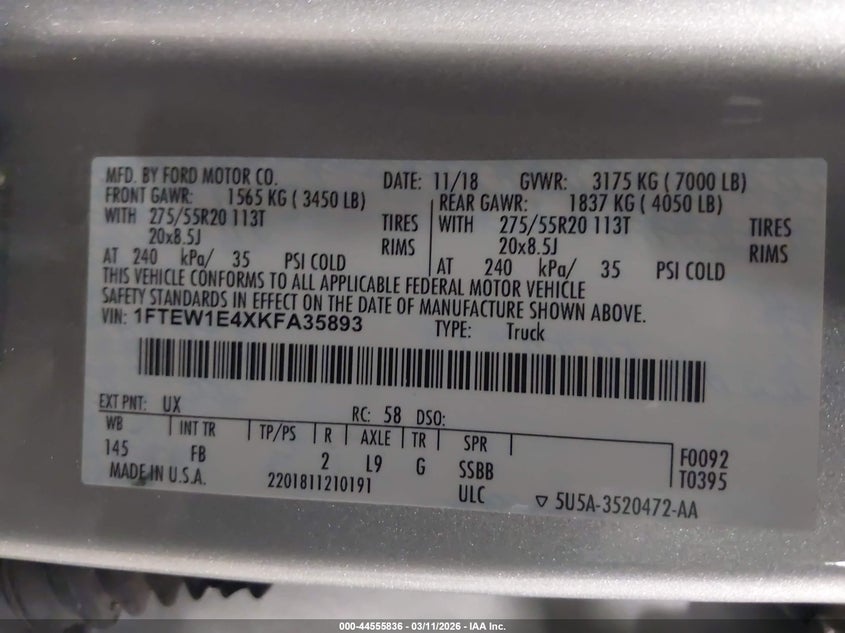 MFD. BY FORD MOTOR CO. DATE: 11/18 GVWR: 3175 KG ( 7000 LB)
FRONT GAWR: 1565 KG ( 3450 LB) REAR GAWR: 1837 KG ( 4050 LB)
WITH 275/55R20 113T TIRES WITH 275/55R20 113T TIRES
20x8.5J RIMS 20x8.5J RIMS
AT 240 kPa/ 35 PSI COLD AT 240 kPa/ 35 PSI COLD
THIS VEHICLE CONFORMS TO ALL APPLICABLE FEDERAL MOTOR VEHICLE
SAFETY STANDARDS IN EFFECT ON THE DATE OF MANUFACTURE SHOWN ABOVE.
VIN: 1FTEW1E4XKFA35893 TYPE: Truck
EXT PNT: UX RC: 58 DSO:
WB INT TR TP/PS R AXLE TR SPR
145 FB 2 L9 G SSBB F0092
MADE IN U.S.A. 2201811210191 ULC T0395
▽ 5U5A-3520472-AA
000-44555836 - 03/11/2026 - IAA Inc.